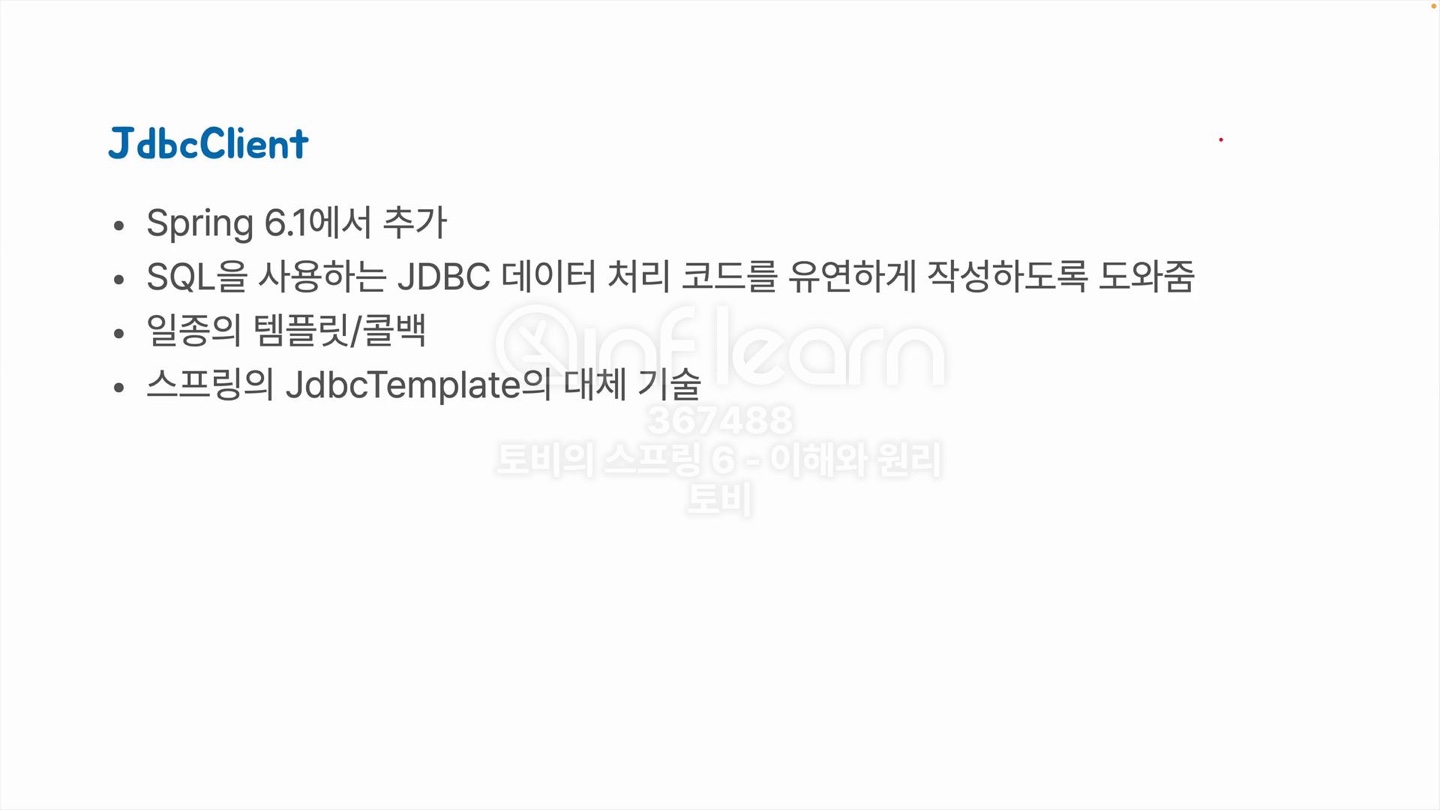 JdbcClient
• Spring 6.1에서 추가
• SQL을 사용하는 JDBC 데이터 처리 코드를 유연하게 작성하도록 도와줌
• 일종의 템플릿/콜백
• 스프링의 JdbcTemplate의 대체 기술
inflearn
367488
토비의 스프링 6 - 이해와 원리
토비